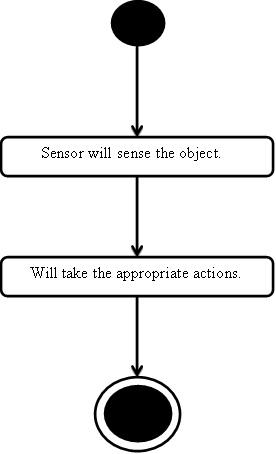 Sensor will sense the object.
Will take the appropriate actions.